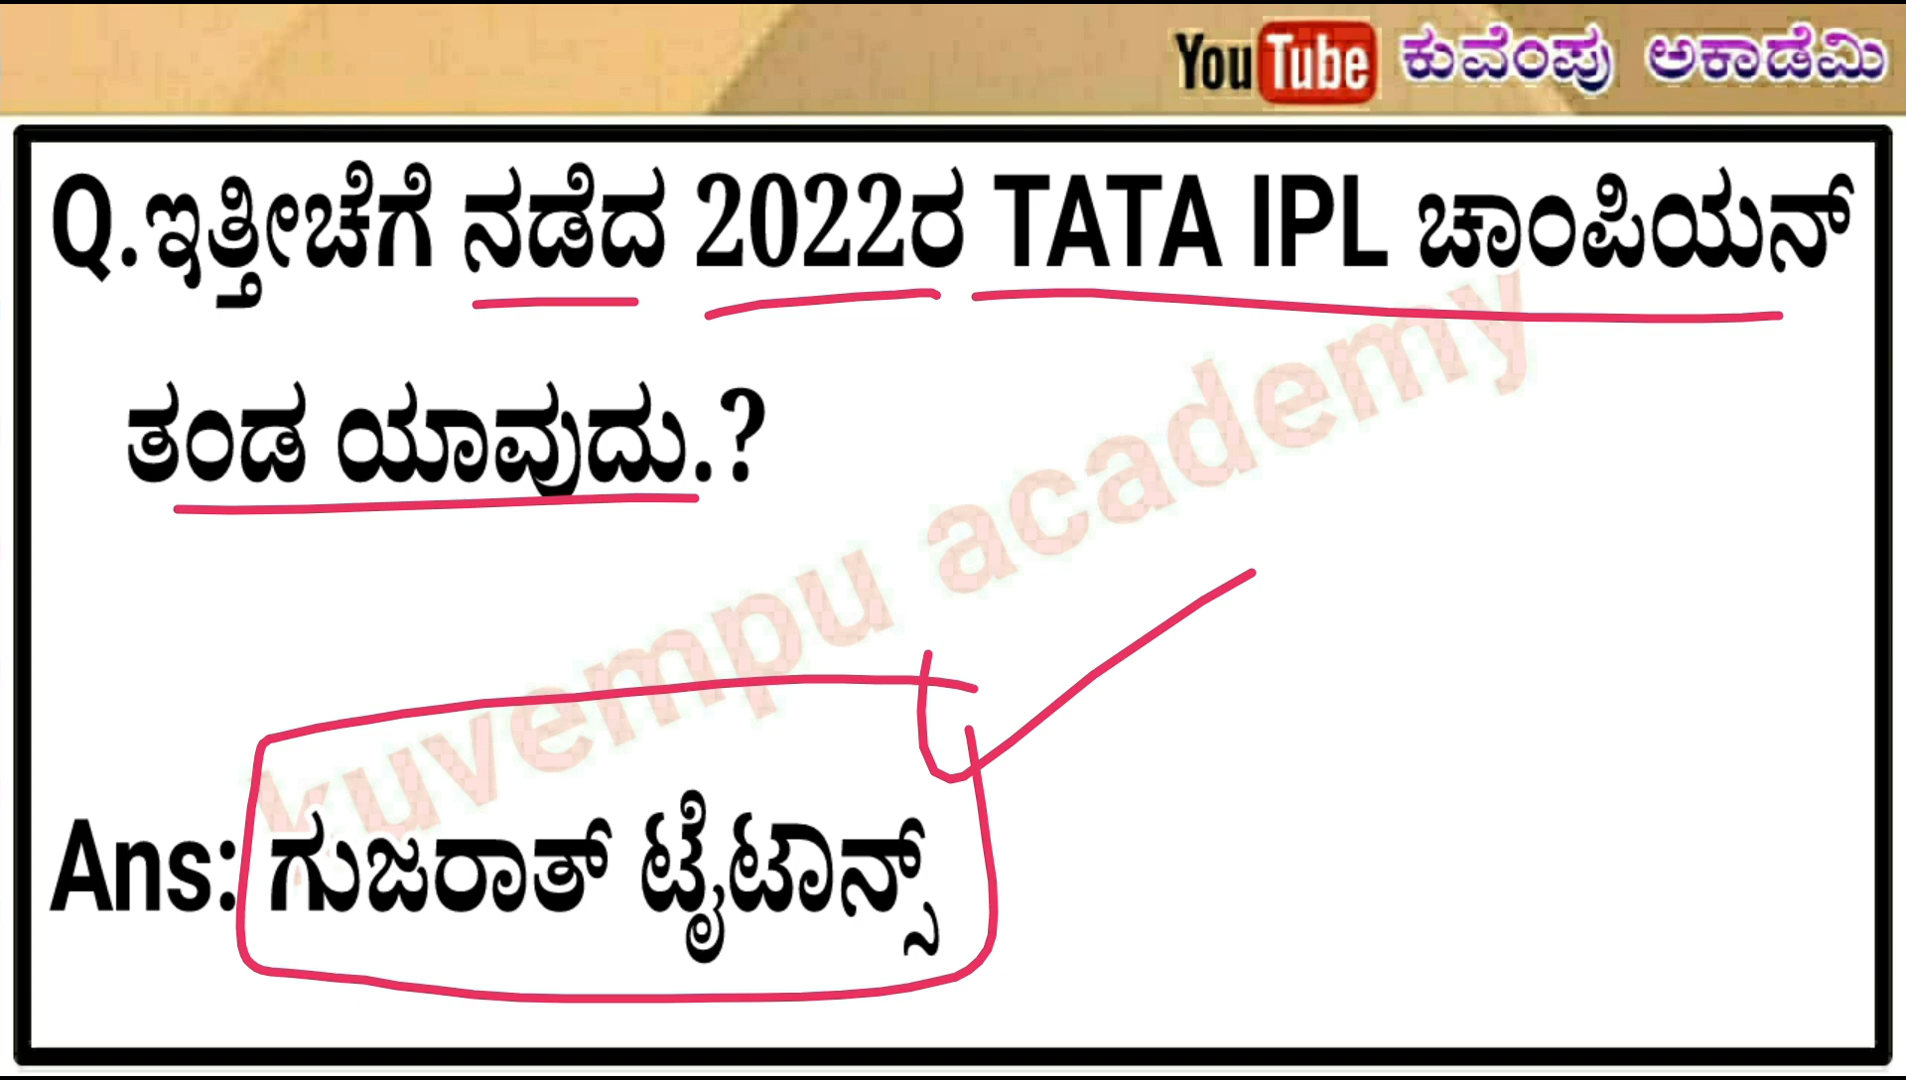 YouTube ಕುವೆಂಪು ಅಕಾಡೆಮಿ
Q.ಇತ್ತೀಚೆಗೆ ನಡೆದ 2022ರ TATA IPL ಚಾಂಪಿಯನ್
ತಂಡ ಯಾವುದು.?
kuvempu academy
Ans: ಗುಜರಾತ್ ಟೈಟಾನ್ಸ್